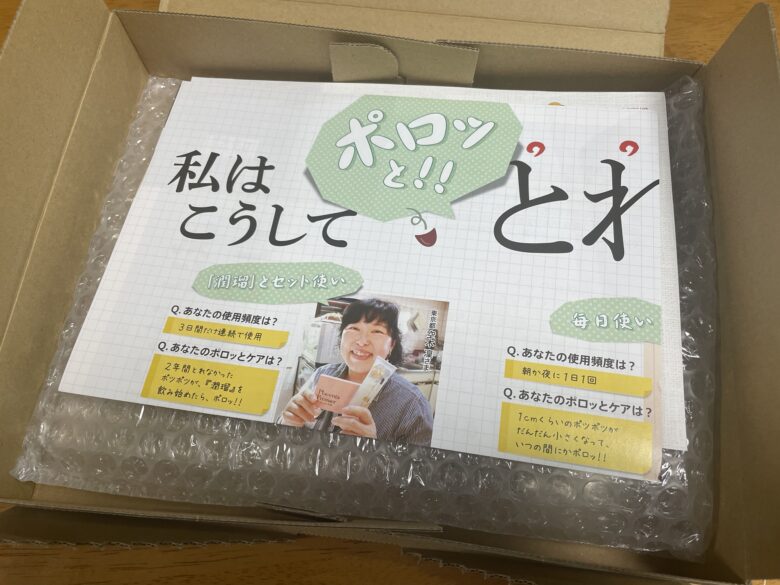 ポロッ
と!!
私は
こうして
とれ
「潤瑠」とセット使い
Q. あなたの使用頻度は?
3日間だけ連続で使用
Q. あなたのポロッとケアは?
2年間とれなかった
ポツポツが、『潤瑠』を
飲み始めたら、ポロッ!!
東京都
Placenta
毎日使い
Q. あなたの使用頻度は?
朝か夜に1日1回
Q. あなたのポロッとケアは?
1cmくらいのポツポツが
だんだん小さくなって、
いつの間にかポロッ!!